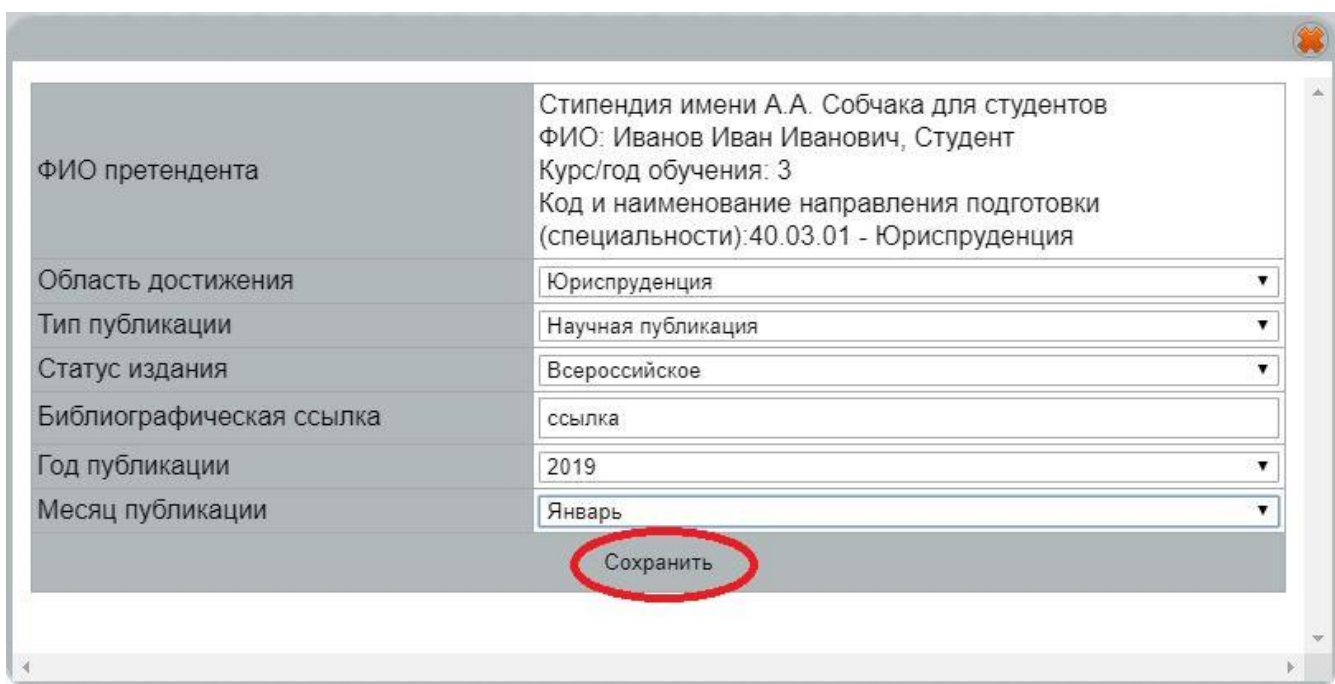 ФИО претендента
Стипендия имени А.А. Собчака для студентов
ФИО: Иванов Иван Иванович, Студент
Курс/год обучения: 3
Код и наименование направления подготовки
(специальности):40.03.01 - Юриспруденция
Область достижения
Юриспруденция
Тип публикации
Научная публикация
Статус издания
Всероссийское
Библиографическая ссылка
ссылка
Год публикации
2019
Месяц публикации
Январь
Сохранить